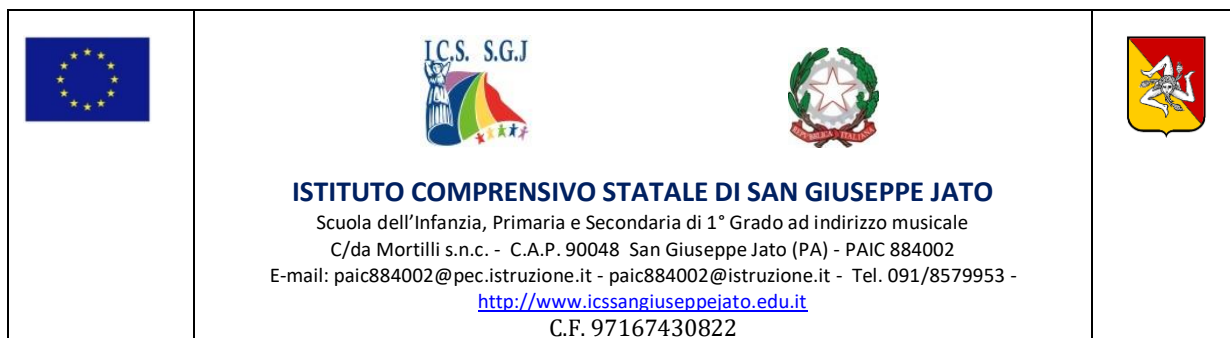 I.C.S. S.G.J
REPVBBLICA ITALIANA
ISTITUTO COMPRENSIVO STATALE DI SAN GIUSEPPE JATO
Scuola dell'Infanzia, Primaria e Secondaria di 1° Grado ad indirizzo musicale
C/da Mortilli s.n.c. - C.A.P. 90048 San Giuseppe Jato (PA) - PAIC 884002
E-mail: paic884002@pec.istruzione.it - paic884002@istruzione.it - Tel. 091/8579953 -
http://www.icssangiuseppejato.edu.it
C.F. 97167430822